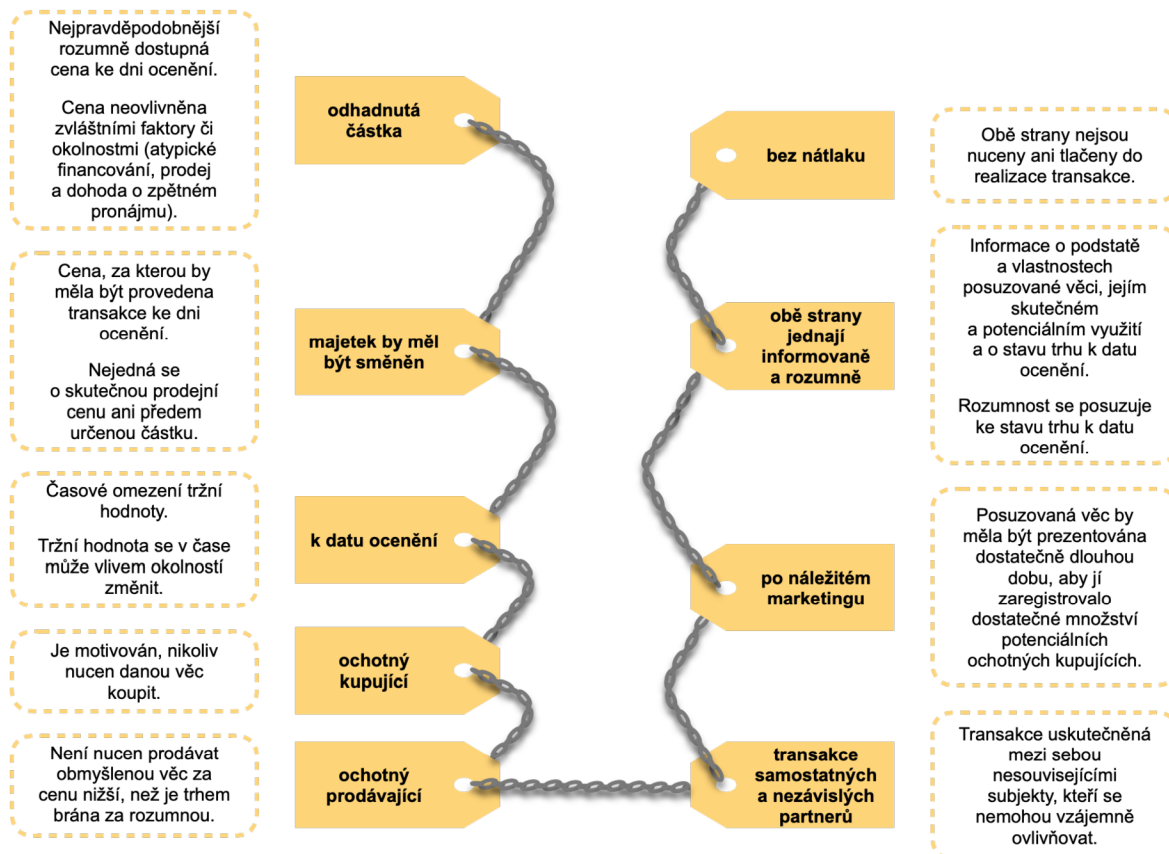 Nejpravděpodobnější
rozumně dostupná
cena ke dni ocenění.
Cena neovlivněna
zvláštními faktory či
okolnostmi (atypické
financování, prodej
a dohoda o zpětném
pronájmu).
odhadnutá
částka
Cena, za kterou by
měla být provedena
transakce ke dni
ocenění.
Nejedná se
o skutečnou prodejní
cenu ani předem
určenou částku.
majetek by měl
být směněn
Časové omezení tržní
hodnoty.
Tržní hodnota se v čase
může vlivem okolností
změnit.
k datu ocenění
Je motivován, nikoliv
nucen danou věc
koupit.
ochotný
kupující
Není nucen prodávat
obmyšlenou věc za
cenu nižší, než je trhem
brána za rozumnou.
ochotný
prodávající
bez nátlaku
Obě strany nejsou
nuceny ani tlačeny do
realizace transakce.
obě strany
jednají
informovaně
a rozumně
Informace o podstatě
a vlastnostech
posuzované věci, jejím
skutečném
a potenciálním využití
a o stavu trhu k datu
ocenění.
Rozumnost se posuzuje
ke stavu trhu k datu
ocenění.
po náležitém
marketingu
Posuzovaná věc by
měla být prezentována
dostatečně dlouhou
dobu, aby jí
zaregistrovalo
dostatečné množství
potenciálních
ochotných kupujících.
transakce
samostatných
a nezávislých
partnerů
Transakce uskutečněná
mezi sebou
nesouvisejícími
subjekty, kteří se
nemohou vzájemně
ovlivňovat.